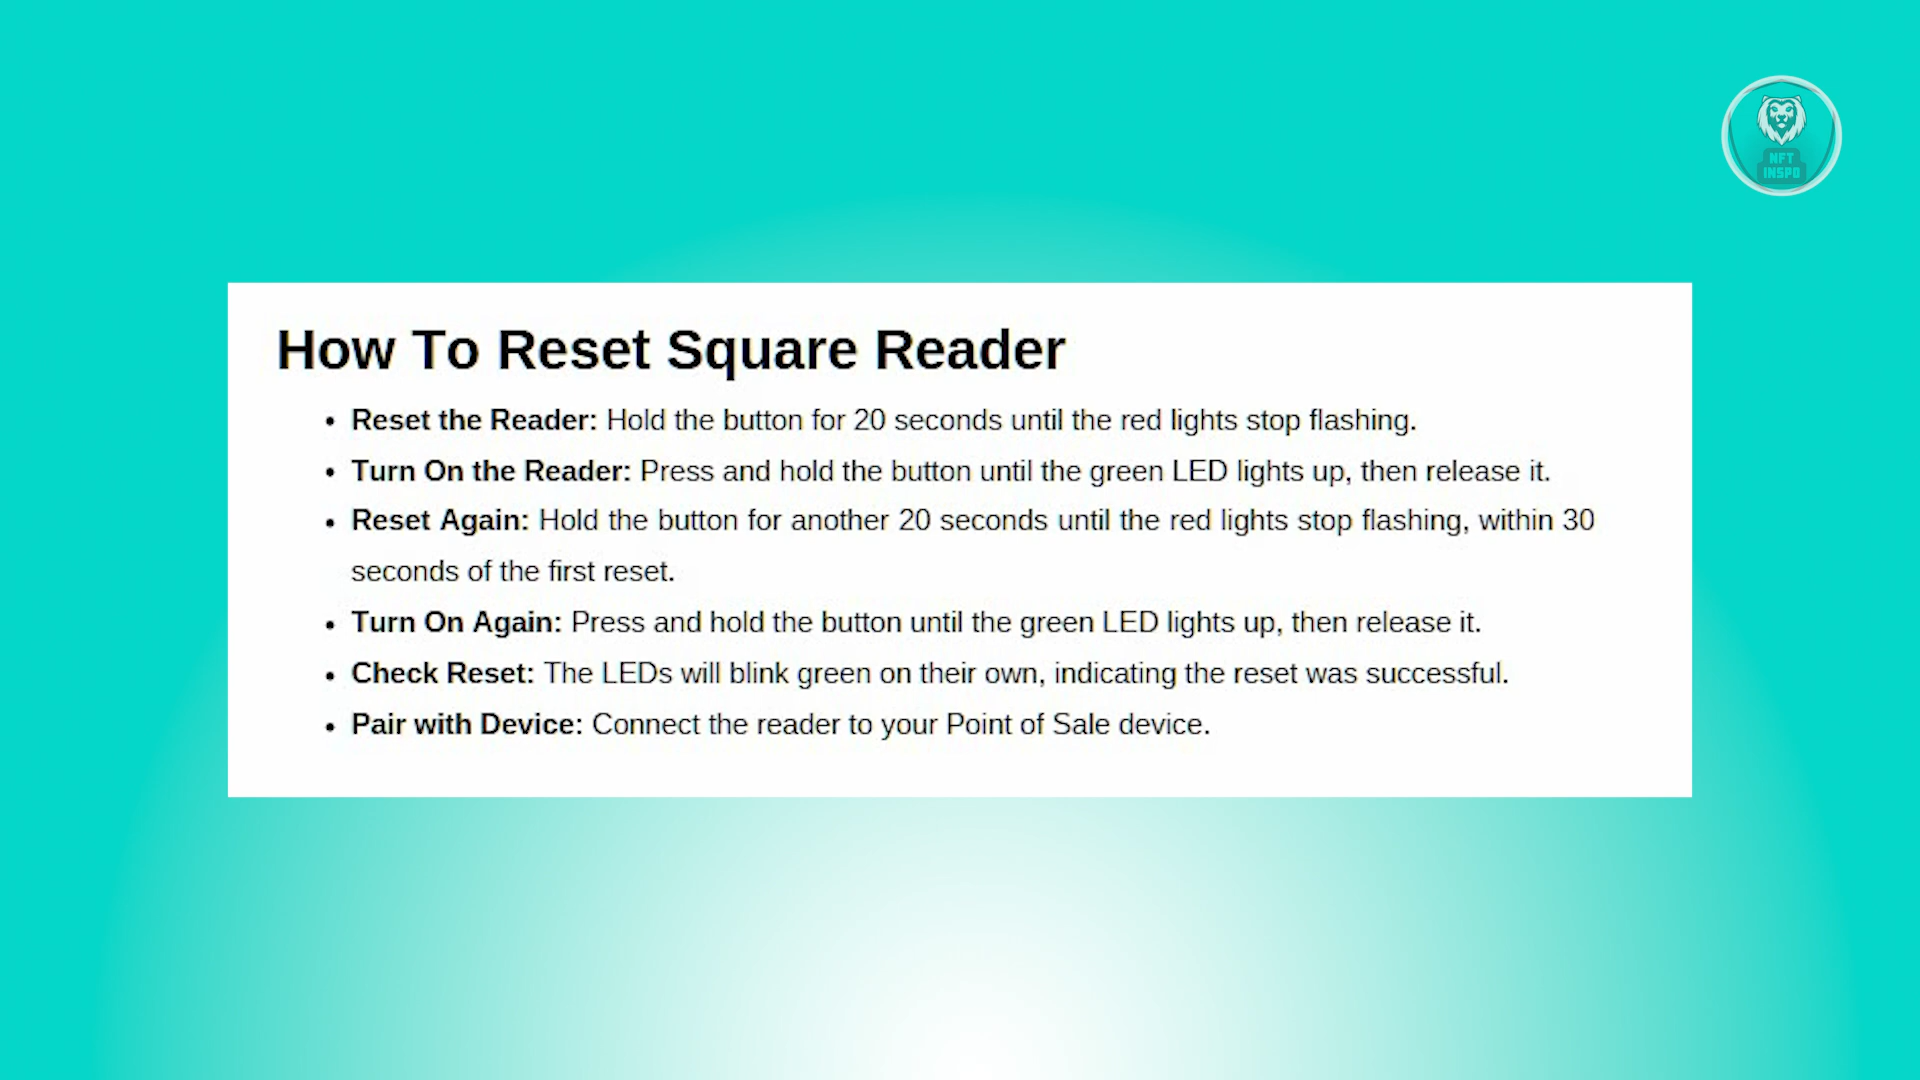 NFT
INSPO
How To Reset Square Reader
• Reset the Reader: Hold the button for 20 seconds until the red lights stop flashing.
• Turn On the Reader: Press and hold the button until the green LED lights up, then release it.
• Reset Again: Hold the button for another 20 seconds until the red lights stop flashing, within 30
seconds of the first reset.
• Turn On Again: Press and hold the button until the green LED lights up, then release it.
• Check Reset: The LEDs will blink green on their own, indicating the reset was successful.
• Pair with Device: Connect the reader to your Point of Sale device.